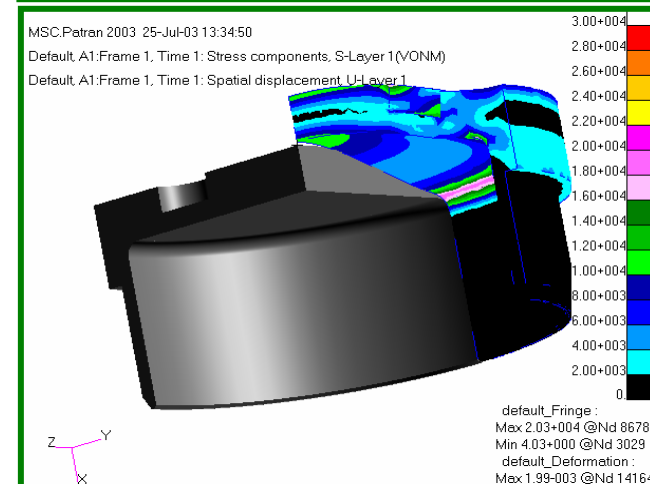 MSC.Patran 2003 25-Jul-03 13:34:50
Default, A1:Frame 1, Time 1: Stress components, S-Layer 1(VONM)
Default, A1:Frame 1, Time 1: Spatial displacement, U-Layer 1
3.00+004
2.80+004
2.60+004
2.40+004
2.20+004
2.00+004
1.80+004
1.60+004
1.40+004
1.20+004
1.00+004
8.00+003
6.00+003
4.00+003
2.00+003
0.
default_Fringe :
Max 2.03+004 @Nd 8678
Min 4.03+000 @Nd 3029
default_Deformation :
Max 1.99-003 @Nd 14164
Z
Y
X